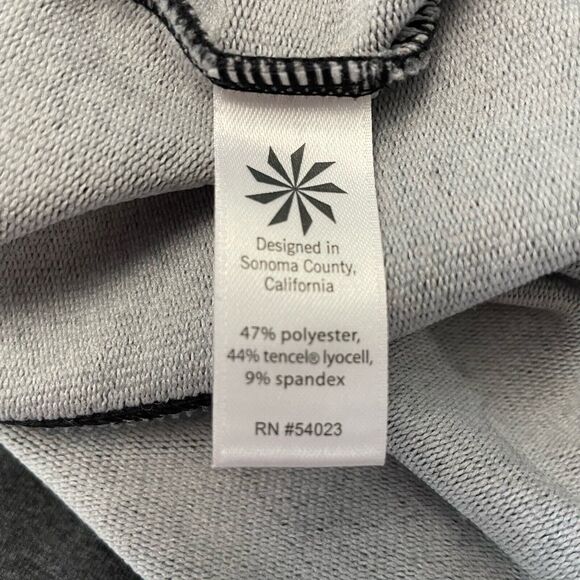 Designed in
Sonoma County,
California
47% polyester,
44% tencel® lyocell,
9% spandex
RN #54023